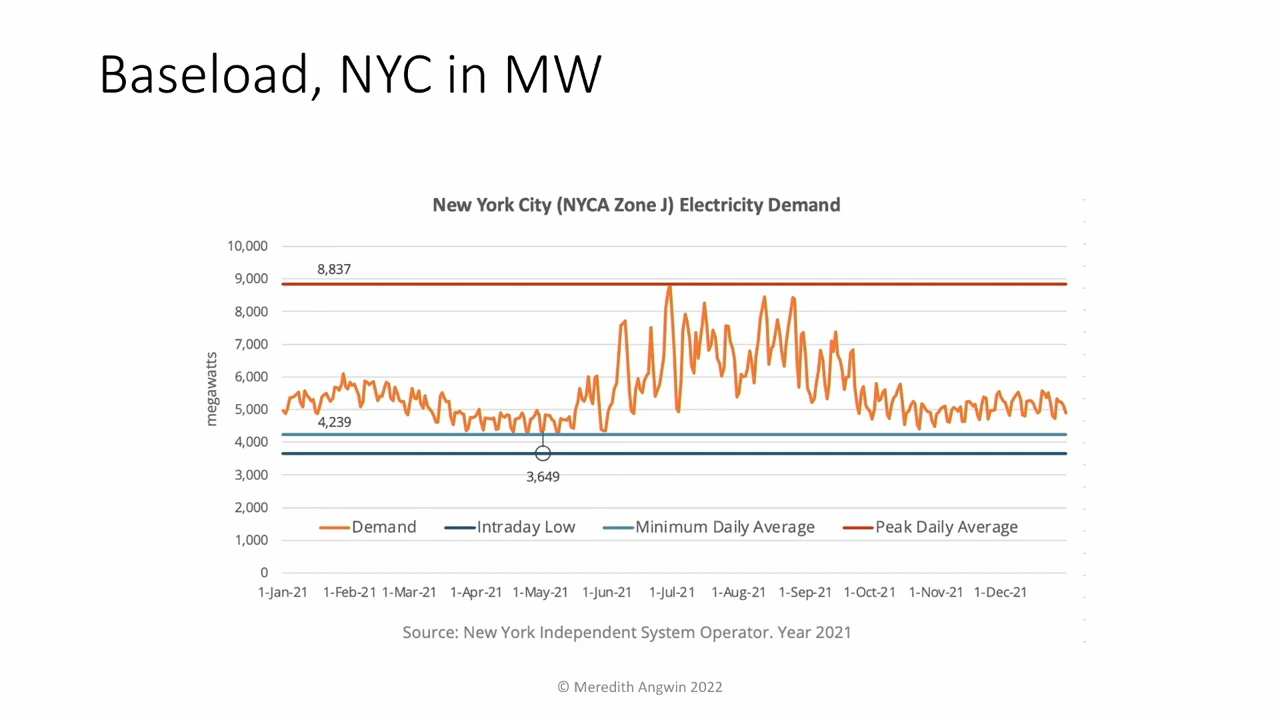 Baseload, NYC in MW
New York City (NYCA Zone J) Electricity Demand
10,000
9,000
8,000
7,000
6,000
5,000
4,000
3,000
2,000
1,000
0
megawatts
8,837
4,239
3,649
Demand Intraday Low Minimum Daily Average Peak Daily Average
1-Jan-21 1-Feb-21 1-Mar-21 1-Apr-21 1-May-21 1-Jun-21 1-Jul-21 1-Aug-21 1-Sep-21 1-Oct-21 1-Nov-21 1-Dec-21
Source: New York Independent System Operator. Year 2021
© Meredith Angwin 2022